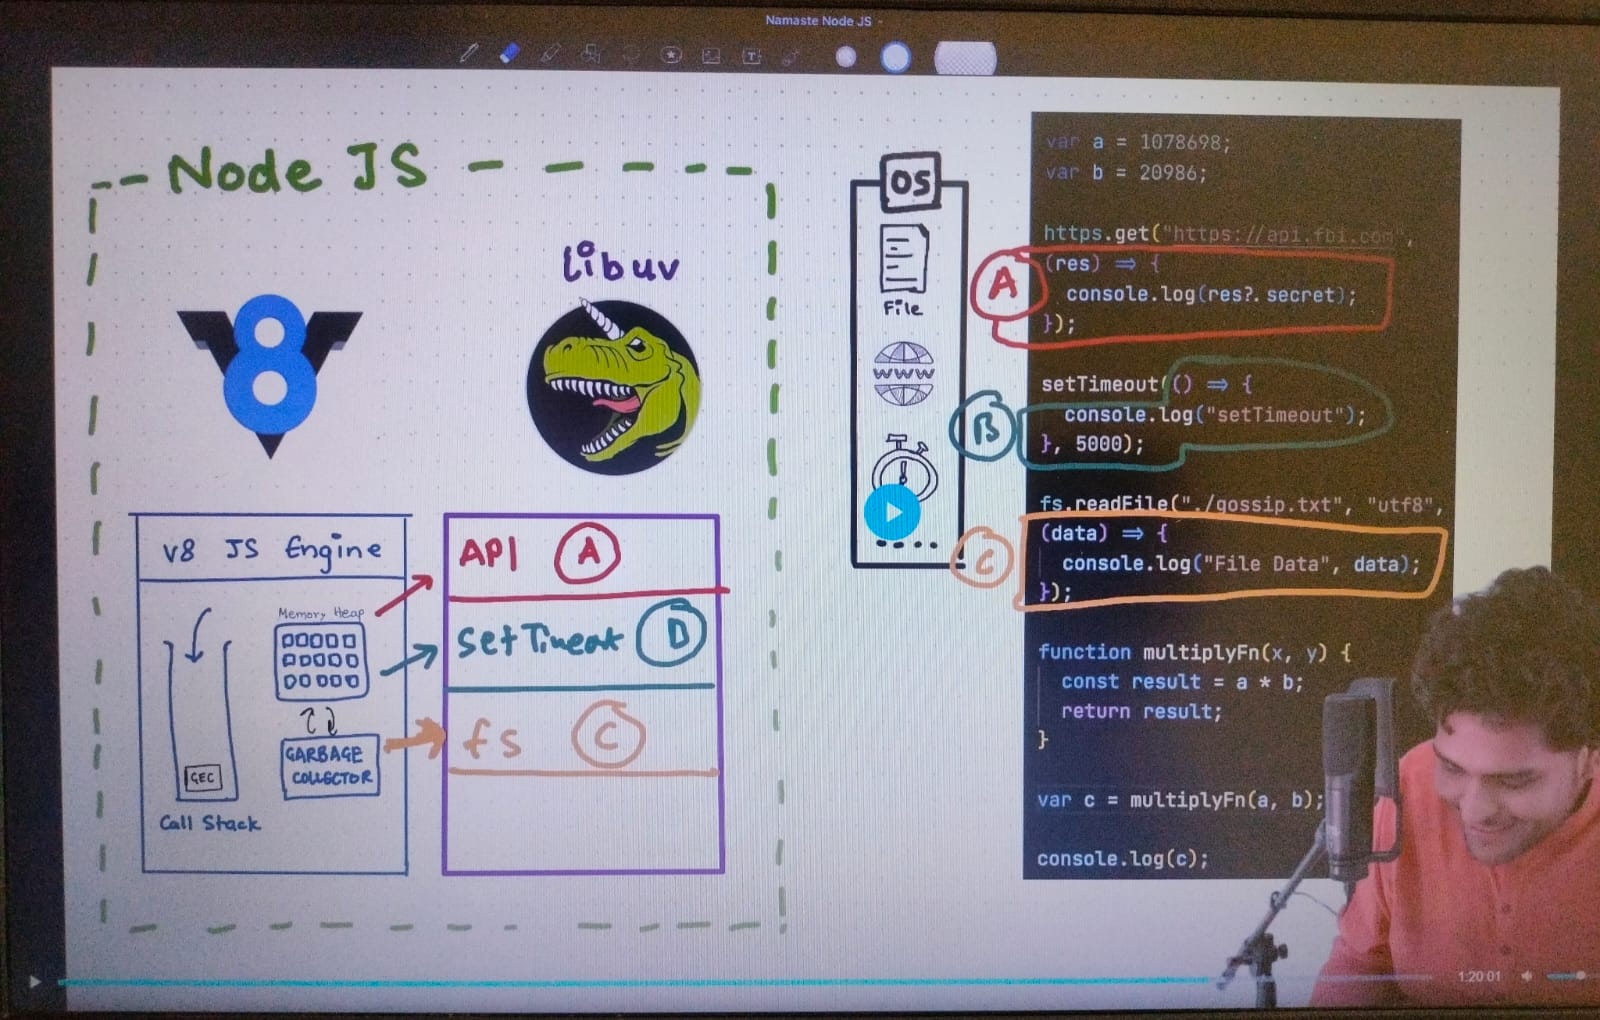 Namaste Node JS
Node JS
libuv
8
V8 JS Engine
Memory Heap
GARBAGE
COLLECTOR
GEC
Call Stack
API A
fs C
OS
File
WWW
A
B
C
var a = 1078698;
var b = 20986;
https.get("https://api.fbi.com",
(res) => {
console.log(res?.secret);
});
setTimeout(() => {
console.log("setTimeout");
}, 5000);
fs.readFile("./gossip.txt", "utf8",
(data) => {
console.log("File Data", data);
});
function multiplyFn(x, y) {
const result = a * b;
return result;
}
var c = multiplyFn(a, b);
console.log(c);
1:20:01